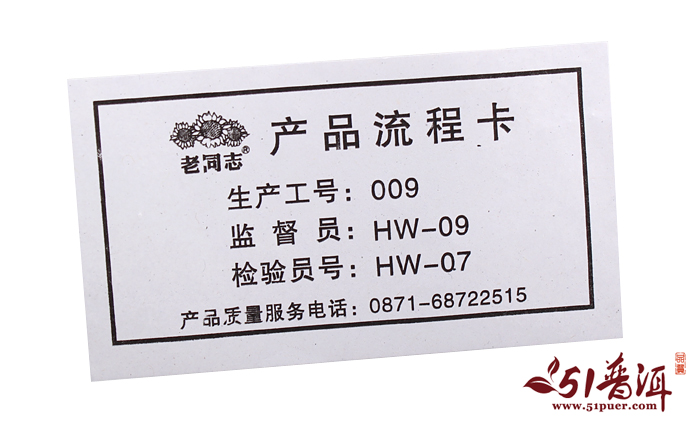 产品流程卡
老同志®
生产工号：009
监督员：HW-09
检验员号：HW-07
产品质量服务电话：0871-68722515
51普洱
www.51puer.com